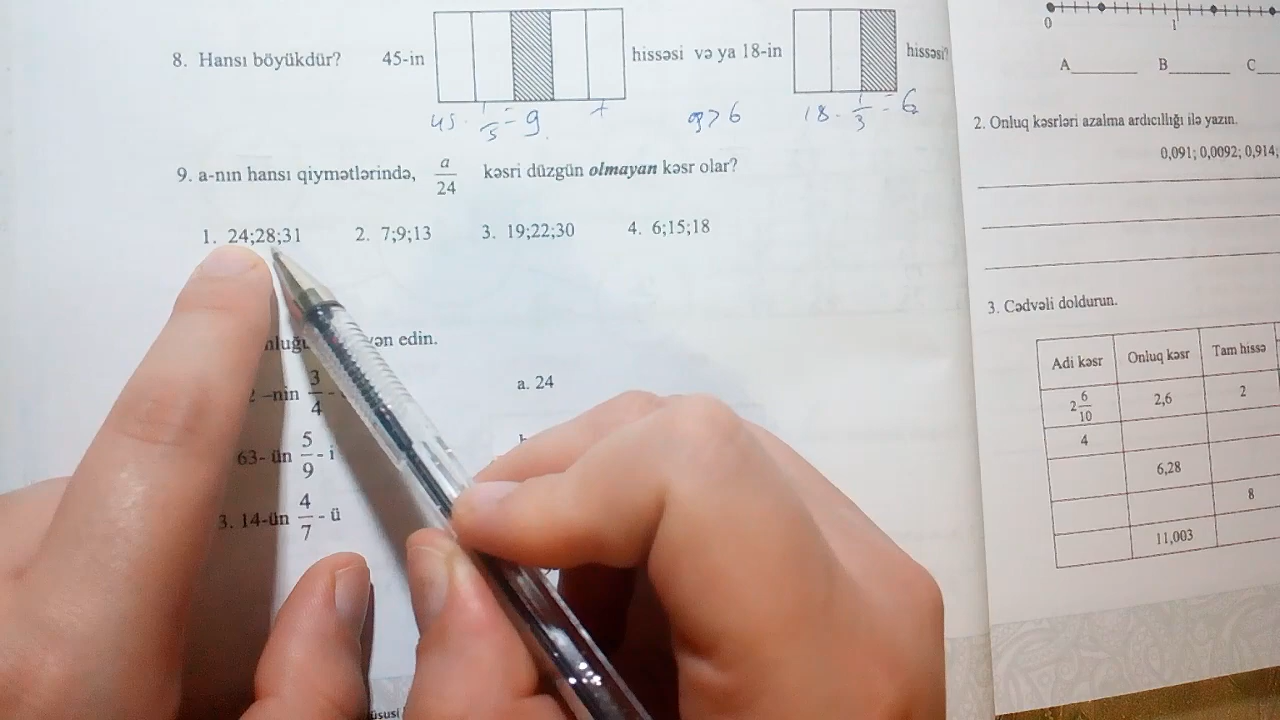 8. Hansı böyükdür? 45-in hissəsi və ya 18-in hissəsi?
45 · 1/5 = 9 9 > 6 18 · 1/3 = 6
9. a-nın hansı qiymətlərində, a/24 kəsri düzgün olmayan kəsr olar?
1. 24;28;31 2. 7;9;13 3. 19;22;30 4. 6;15;18
edin.
-nin 3/4 - a. 24
63- ün 5/9 - i
3. 14-ün 4/7 - ü
0 1
A______ B______ C
2. Onluq kəsrləri azalma ardıcıllığı ilə yazın.
0,091; 0,0092; 0,914;
3. Cədvəli doldurun.
Adi kəsr Onluq kəsr Tam hissə
2 6/10 2,6 2
4
6,28
8
11,003